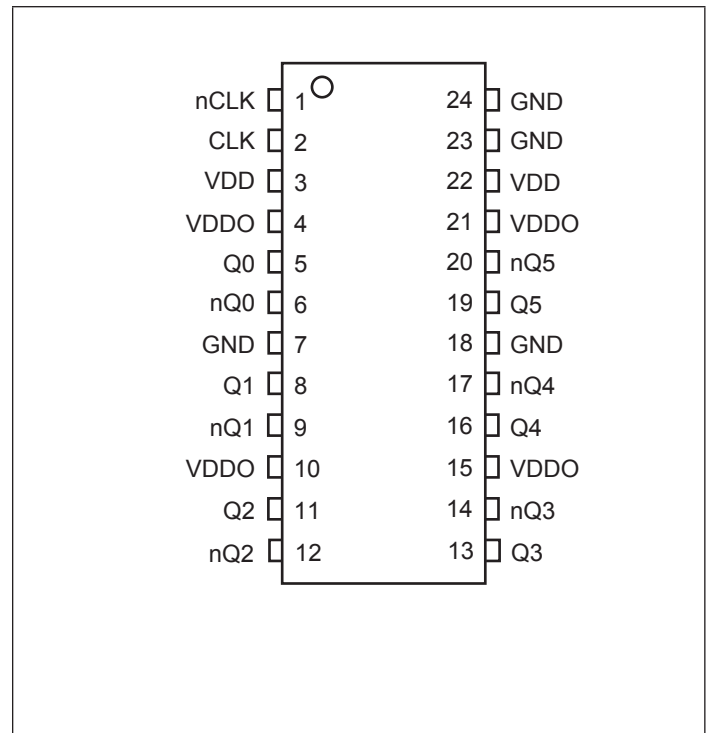 nCLK 1 24 GND
CLK 2 23 GND
VDD 3 22 VDD
VDDO 4 21 VDDO
Q0 5 20 nQ5
nQ0 6 19 Q5
GND 7 18 GND
Q1 8 17 nQ4
nQ1 9 16 Q4
VDDO 10 15 VDDO
Q2 11 14 nQ3
nQ2 12 13 Q3